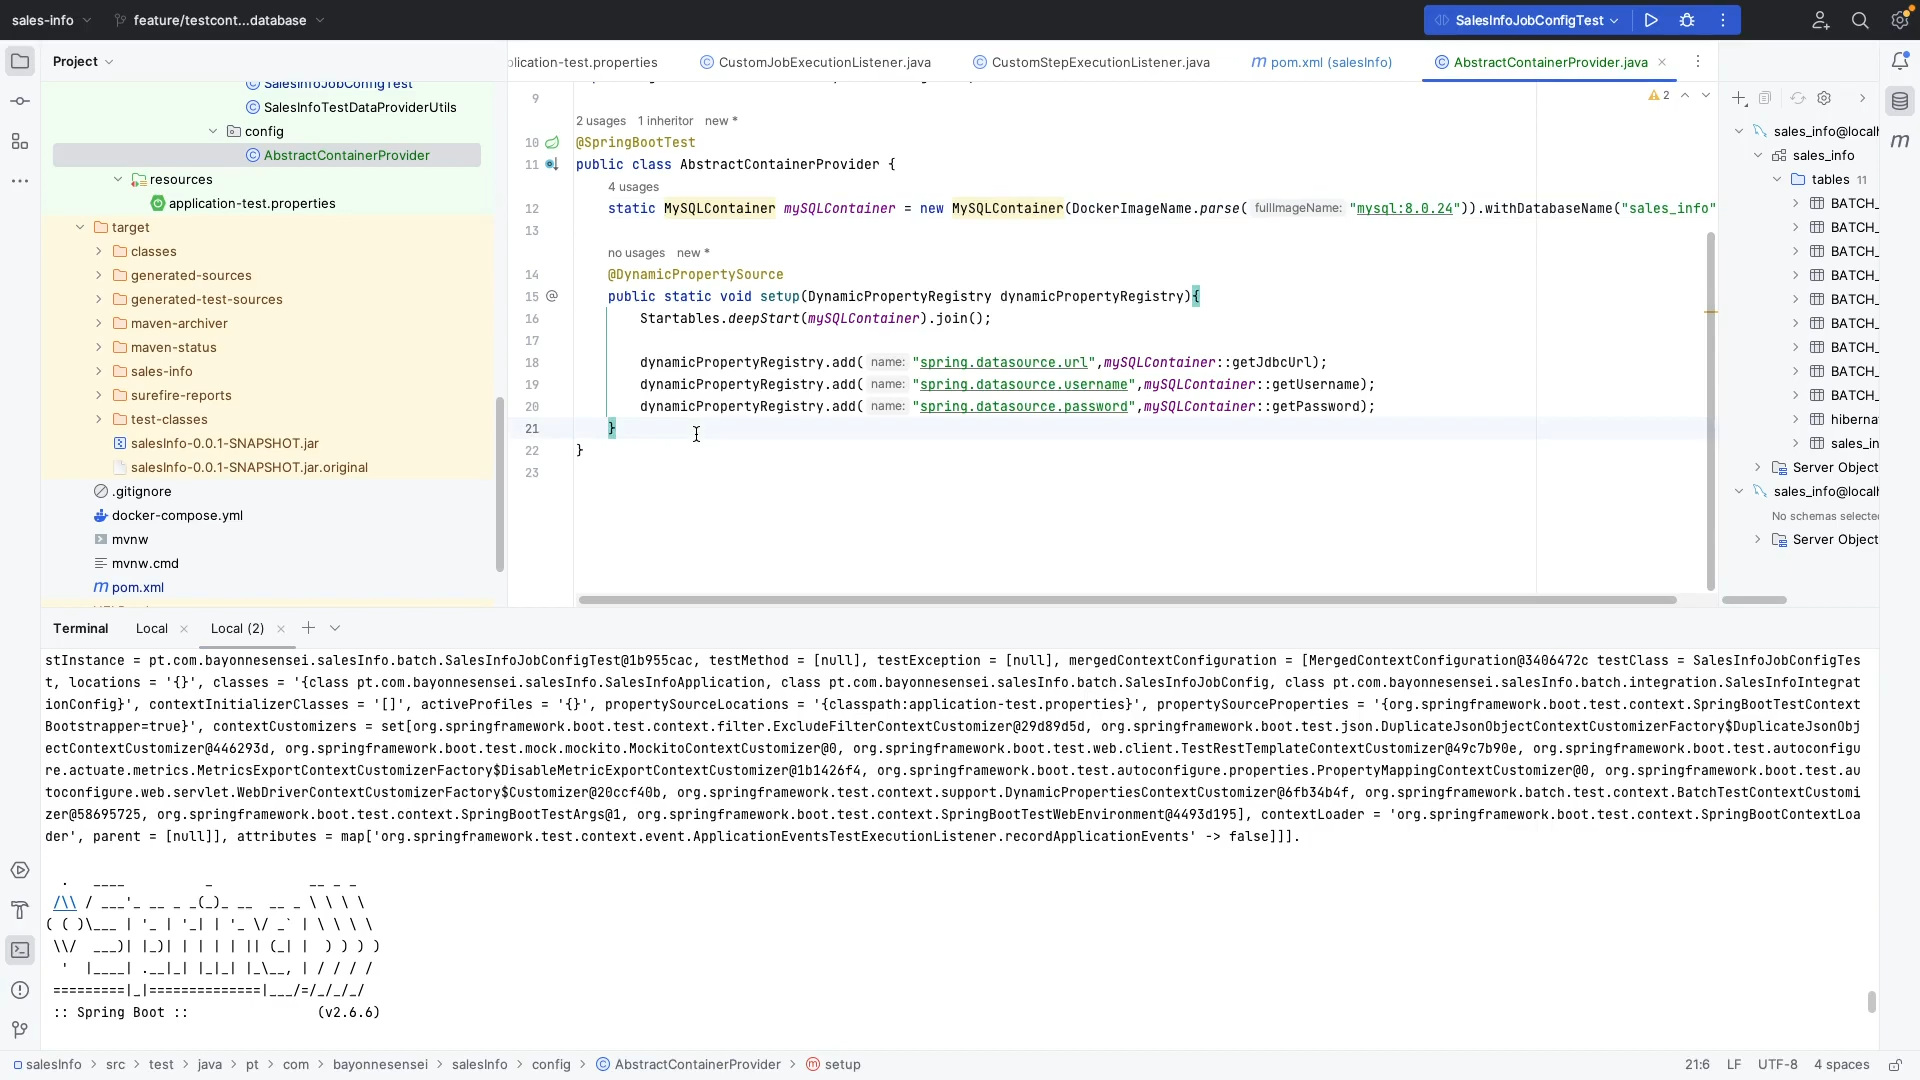 sales-info
feature/testcont...database
SalesInfoJobConfigTest
Project
SalesInfoJobConfigTest
SalesInfoTestDataProviderUtils
config
AbstractContainerProvider
resources
application-test.properties
target
classes
generated-sources
generated-test-sources
maven-archiver
maven-status
sales-info
surefire-reports
test-classes
salesInfo-0.0.1-SNAPSHOT.jar
salesInfo-0.0.1-SNAPSHOT.jar.original
.gitignore
docker-compose.yml
mvnw
mvnw.cmd
pom.xml
plication-test.properties
CustomJobExecutionListener.java
CustomStepExecutionListener.java
pom.xml (salesInfo)
AbstractContainerProvider.java
2
9
2 usages 1 inheritor new *
10 @SpringBootTest
11 public class AbstractContainerProvider {
4 usages
12 static MySQLContainer mySQLContainer = new MySQLContainer(DockerImageName.parse( fullImageName: "mysql:8.0.24")).withDatabaseName("sales_info"
13
no usages new *
14 @DynamicPropertySource
15 public static void setup(DynamicPropertyRegistry dynamicPropertyRegistry){
16 Startables.deepStart(mySQLContainer).join();
17
18 dynamicPropertyRegistry.add( name: "spring.datasource.url",mySQLContainer::getJdbcUrl);
19 dynamicPropertyRegistry.add( name: "spring.datasource.username",mySQLContainer::getUsername);
20 dynamicPropertyRegistry.add( name: "spring.datasource.password",mySQLContainer::getPassword);
21 }
22 }
23
sales_info@locall
sales_info
tables 11
BATCH_
BATCH_
BATCH_
BATCH_
BATCH_
BATCH_
BATCH_
BATCH_
BATCH_
hiberna
sales_in
Server Object
sales_info@locall
No schemas selecte
Server Object
Terminal Local Local (2)
stInstance = pt.com.bayonnesensei.salesInfo.batch.SalesInfoJobConfigTest@1b955cac, testMethod = [null], testException = [null], mergedContextConfiguration = [MergedContextConfiguration@3406472c testClass = SalesInfoJobConfigTes
t, locations = '{}', classes = '{class pt.com.bayonnesensei.salesInfo.SalesInfoApplication, class pt.com.bayonnesensei.salesInfo.batch.SalesInfoJobConfig, class pt.com.bayonnesensei.salesInfo.batch.integration.SalesInfoIntegrat
ionConfig}', contextInitializerClasses = '[]', activeProfiles = '{}', propertySourceLocations = '{classpath:application-test.properties}', propertySourceProperties = '{org.springframework.boot.test.context.SpringBootTestContext
Bootstrapper=true}', contextCustomizers = set[org.springframework.boot.test.context.filter.ExcludeFilterContextCustomizer@29d89d5d, org.springframework.boot.test.json.DuplicateJsonObjectContextCustomizerFactory$DuplicateJsonObj
ectContextCustomizer@446293d, org.springframework.boot.test.mock.mockito.MockitoContextCustomizer@0, org.springframework.boot.test.web.client.TestRestTemplateContextCustomizer@49c7b90e, org.springframework.boot.test.autoconfigu
re.actuate.metrics.MetricsExportContextCustomizerFactory$DisableMetricExportContextCustomizer@1b1426f4, org.springframework.boot.test.autoconfigure.properties.PropertyMappingContextCustomizer@0, org.springframework.boot.test.au
toconfigure.web.servlet.WebDriverContextCustomizerFactory$Customizer@20ccf40b, org.springframework.test.context.support.DynamicPropertiesContextCustomizer@6fb34b4f, org.springframework.batch.test.context.BatchTestContextCustomi
zer@58695725, org.springframework.boot.test.context.SpringBootTestArgs@1, org.springframework.boot.test.context.SpringBootTestWebEnvironment@4493d195], contextLoader = 'org.springframework.boot.test.context.SpringBootContextLoa
der', parent = [null]], attributes = map['org.springframework.test.context.event.ApplicationEventsTestExecutionListener.recordApplicationEvents' -> false]]].
  .   ____          _            __ _ _
 /\\ / ___'_ __ _ _(_)_ __  __ _ \ \ \ \
( ( )\___ | '_ | '_| | '_ \/ _` | \ \ \ \
 \\/  ___)| |_)| | | | | || (_| |  ) ) ) )
  '  |____| .__|_| |_|_| |_\__, | / / / /
 =========|_|==============|___/=/_/_/_/
 :: Spring Boot ::                (v2.6.6)
salesInfo > src > test > java > pt > com > bayonnesensei > salesInfo > config > AbstractContainerProvider > setup
21:6 LF UTF-8 4 spaces